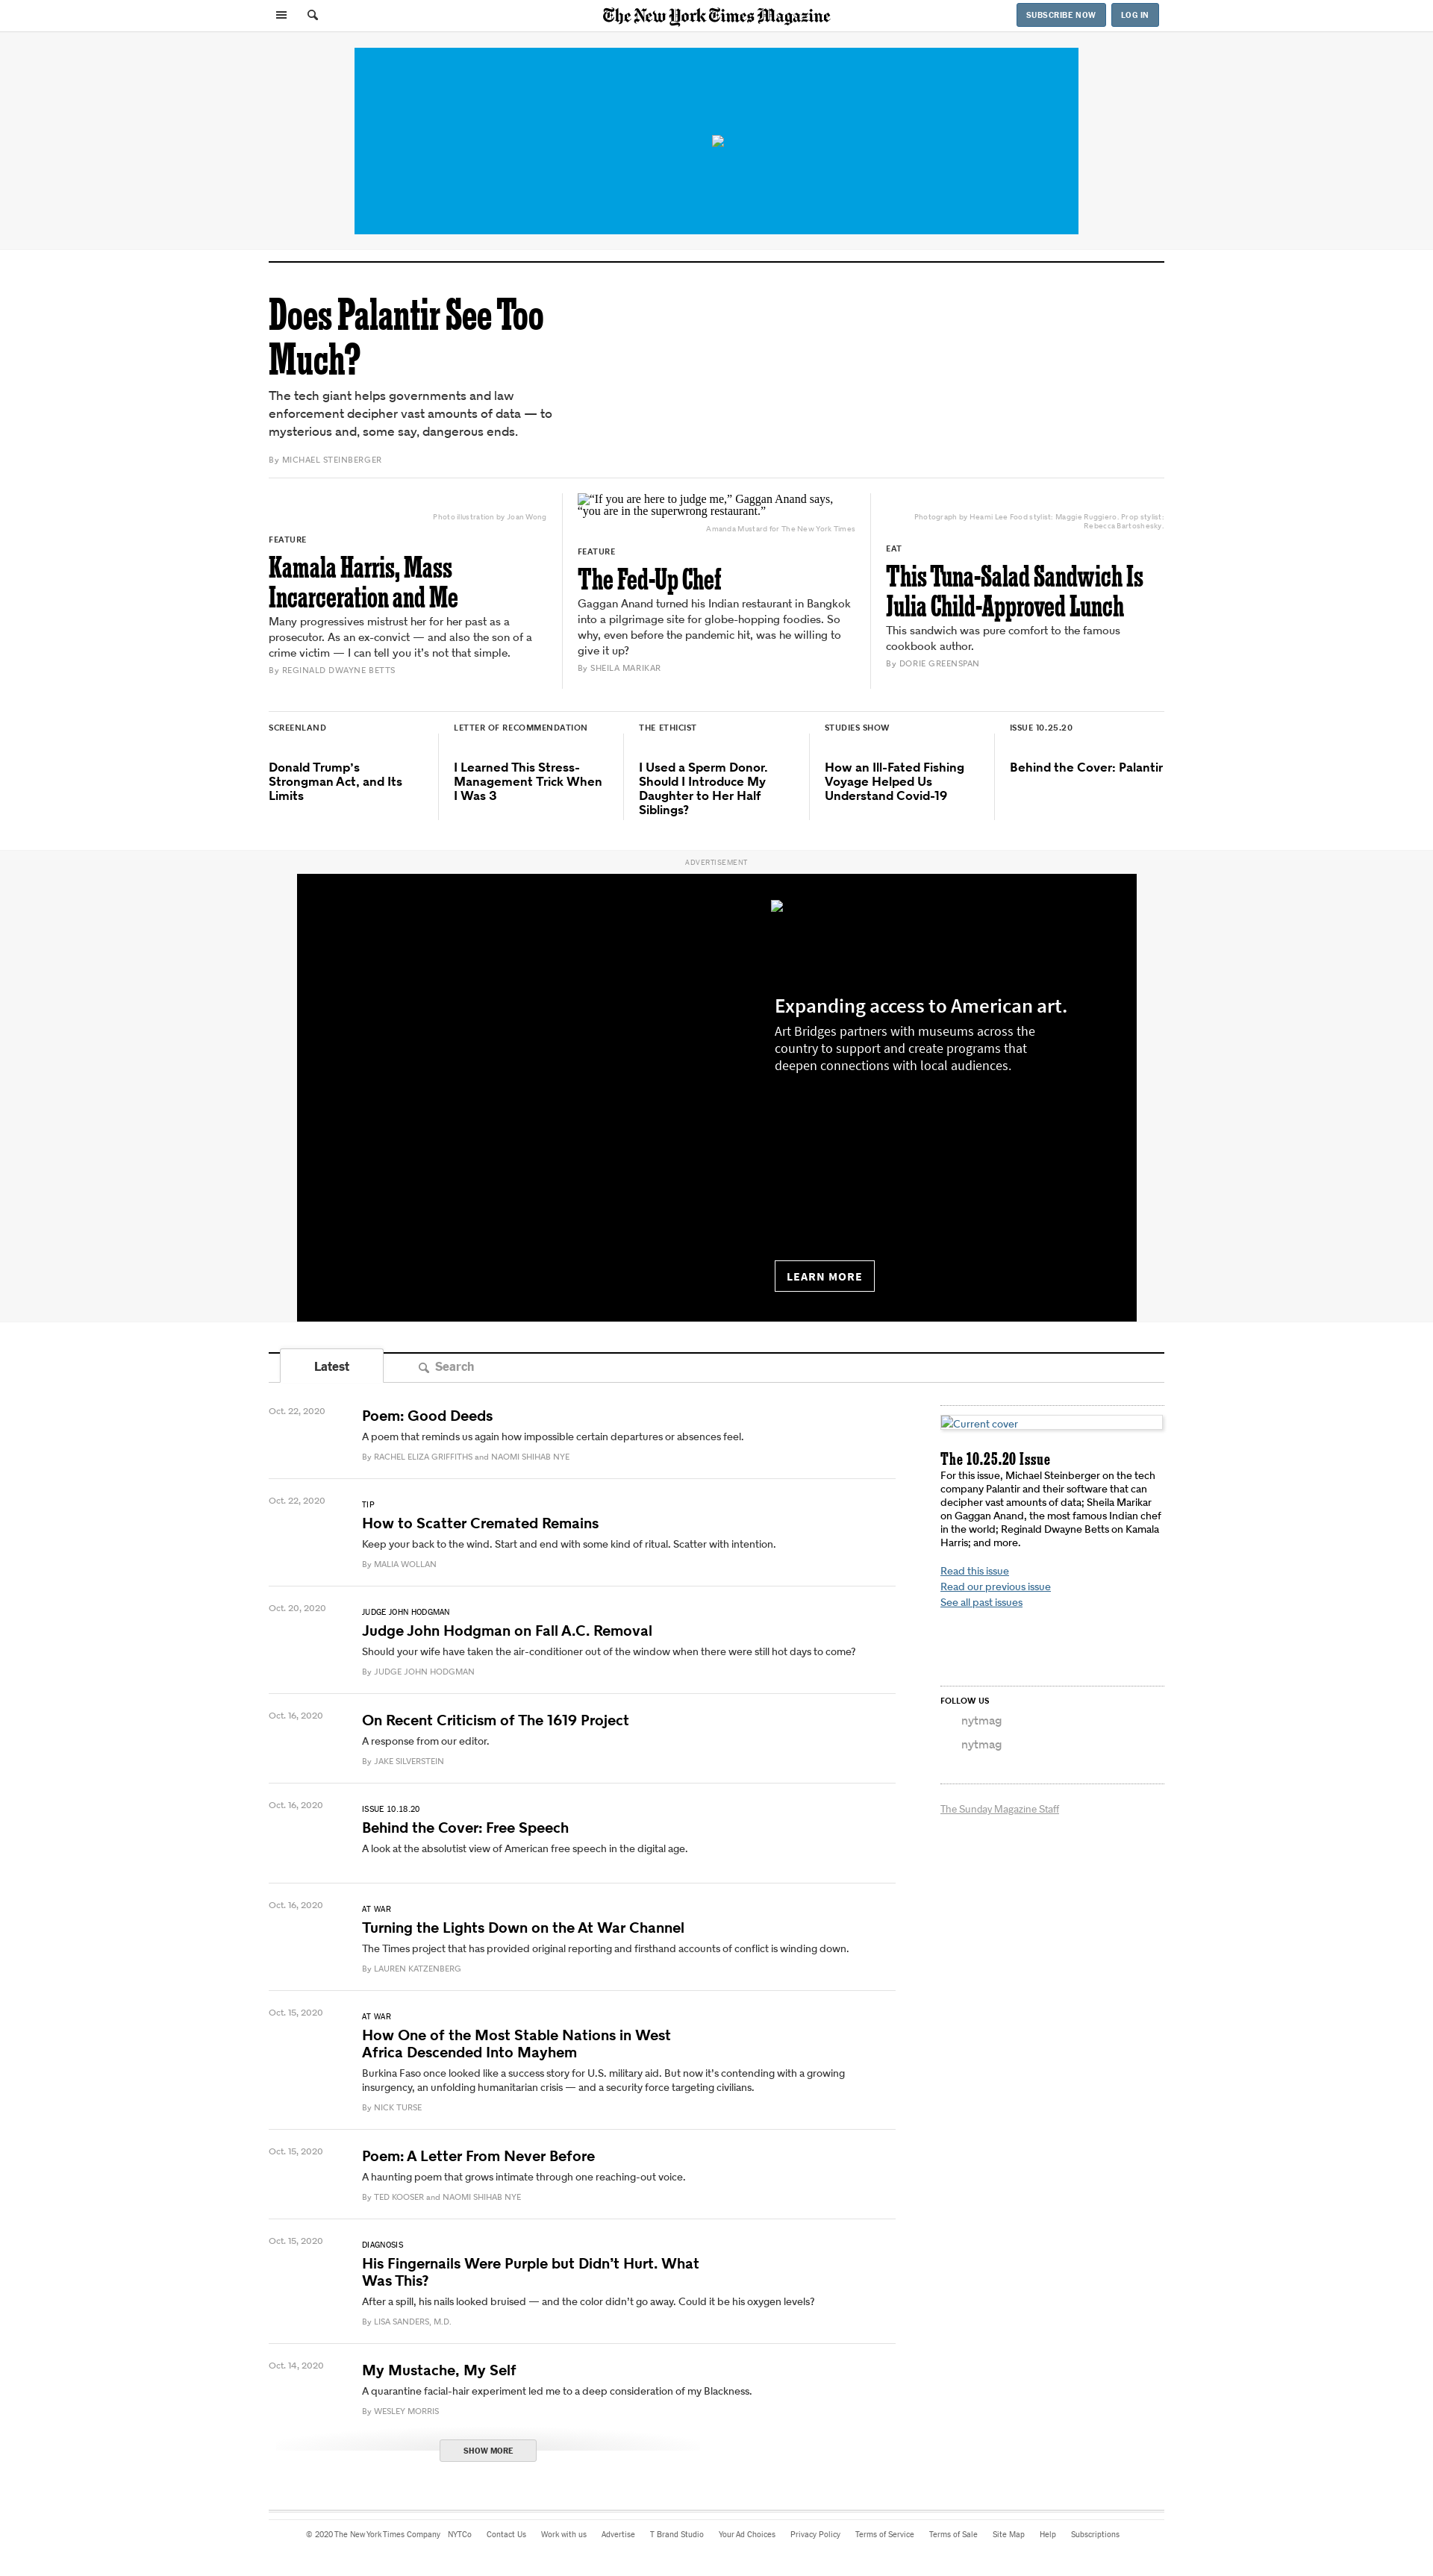 The New York Times Magazine
SUBSCRIBE NOW
LOG IN
Does Palantir See Too
Much?
The tech giant helps governments and law
enforcement decipher vast amounts of data — to
mysterious and, some say, dangerous ends.
By MICHAEL STEINBERGER
Photo illustration by Joan Wong
FEATURE
Kamala Harris, Mass
Incarceration and Me
Many progressives mistrust her for her past as a
prosecutor. As an ex-convict — and also the son of a
crime victim — I can tell you it’s not that simple.
By REGINALD DWAYNE BETTS
“If you are here to judge me,” Gaggan Anand says,
“you are in the superwrong restaurant.”
Amanda Mustard for The New York Times
FEATURE
The Fed-Up Chef
Gaggan Anand turned his Indian restaurant in Bangkok
into a pilgrimage site for globe-hopping foodies. So
why, even before the pandemic hit, was he willing to
give it up?
By SHEILA MARIKAR
Photograph by Heami Lee Food stylist: Maggie Ruggiero. Prop stylist:
Rebecca Bartoshesky.
EAT
This Tuna-Salad Sandwich Is
Julia Child-Approved Lunch
This sandwich was pure comfort to the famous
cookbook author.
By DORIE GREENSPAN
SCREENLAND
Donald Trump’s
Strongman Act, and Its
Limits
LETTER OF RECOMMENDATION
I Learned This Stress-
Management Trick When
I Was 3
THE ETHICIST
I Used a Sperm Donor.
Should I Introduce My
Daughter to Her Half
Siblings?
STUDIES SHOW
How an Ill-Fated Fishing
Voyage Helped Us
Understand Covid-19
ISSUE 10.25.20
Behind the Cover: Palantir
ADVERTISEMENT
Expanding access to American art.
Art Bridges partners with museums across the
country to support and create programs that
deepen connections with local audiences.
LEARN MORE
Latest
Search
Oct. 22, 2020
Poem: Good Deeds
A poem that reminds us again how impossible certain departures or absences feel.
By RACHEL ELIZA GRIFFITHS and NAOMI SHIHAB NYE
Oct. 22, 2020
TIP
How to Scatter Cremated Remains
Keep your back to the wind. Start and end with some kind of ritual. Scatter with intention.
By MALIA WOLLAN
Oct. 20, 2020
JUDGE JOHN HODGMAN
Judge John Hodgman on Fall A.C. Removal
Should your wife have taken the air-conditioner out of the window when there were still hot days to come?
By JUDGE JOHN HODGMAN
Oct. 16, 2020
On Recent Criticism of The 1619 Project
A response from our editor.
By JAKE SILVERSTEIN
Oct. 16, 2020
ISSUE 10.18.20
Behind the Cover: Free Speech
A look at the absolutist view of American free speech in the digital age.
Oct. 16, 2020
AT WAR
Turning the Lights Down on the At War Channel
The Times project that has provided original reporting and firsthand accounts of conflict is winding down.
By LAUREN KATZENBERG
Oct. 15, 2020
AT WAR
How One of the Most Stable Nations in West
Africa Descended Into Mayhem
Burkina Faso once looked like a success story for U.S. military aid. But now it’s contending with a growing
insurgency, an unfolding humanitarian crisis — and a security force targeting civilians.
By NICK TURSE
Oct. 15, 2020
Poem: A Letter From Never Before
A haunting poem that grows intimate through one reaching-out voice.
By TED KOOSER and NAOMI SHIHAB NYE
Oct. 15, 2020
DIAGNOSIS
His Fingernails Were Purple but Didn’t Hurt. What
Was This?
After a spill, his nails looked bruised — and the color didn’t go away. Could it be his oxygen levels?
By LISA SANDERS, M.D.
Oct. 14, 2020
My Mustache, My Self
A quarantine facial-hair experiment led me to a deep consideration of my Blackness.
By WESLEY MORRIS
SHOW MORE
Current cover
The 10.25.20 Issue
For this issue, Michael Steinberger on the tech
company Palantir and their software that can
decipher vast amounts of data; Sheila Marikar
on Gaggan Anand, the most famous Indian chef
in the world; Reginald Dwayne Betts on Kamala
Harris; and more.
Read this issue
Read our previous issue
See all past issues
FOLLOW US
nytmag
nytmag
The Sunday Magazine Staff
© 2020 The New York Times Company NYTCo Contact Us Work with us Advertise T Brand Studio Your Ad Choices Privacy Policy Terms of Service Terms of Sale Site Map Help Subscriptions